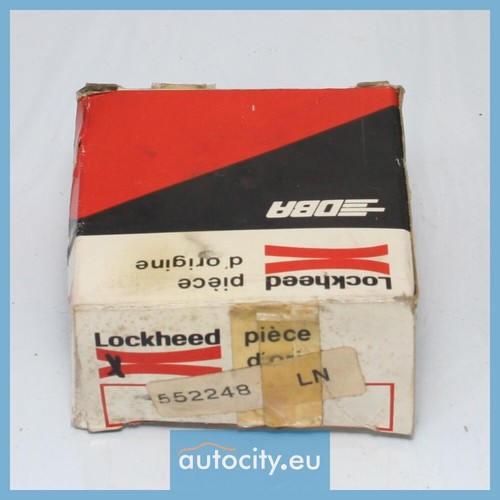 DBA
Lockheed
pièce
d'origine
Lockheed
pièce
552248 LN
autocity.eu